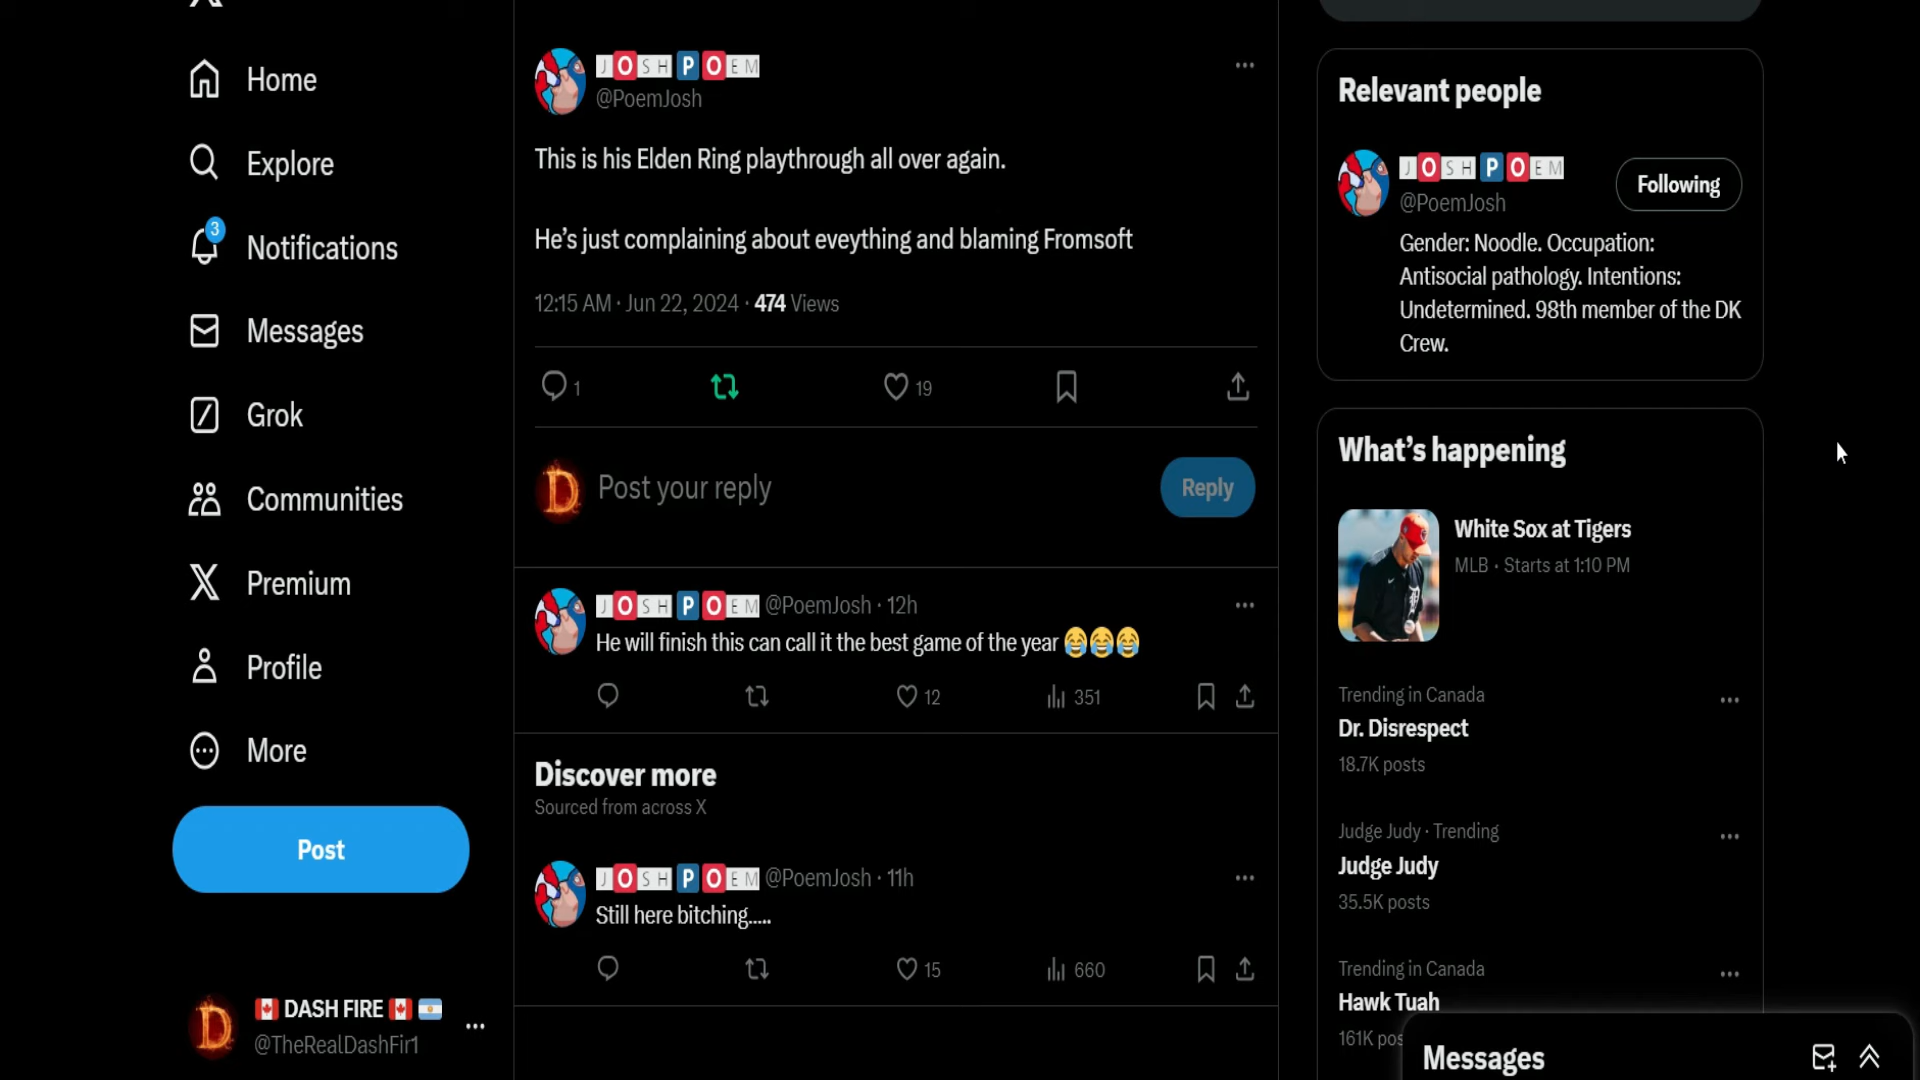 Home
Explore
3
Notifications
Messages
Grok
Communities
Premium
Profile
More
Post
DASH FIRE
@TheRealDashFir1
JOSH POEM
@PoemJosh
This is his Elden Ring playthrough all over again.
He's just complaining about eveything and blaming Fromsoft
12:15 AM · Jun 22, 2024 · 474 Views
1
19
D
Post your reply
Reply
JOSH POEM @PoemJosh · 12h
He will finish this can call it the best game of the year 😂😂😂
12
351
Discover more
Sourced from across X
JOSH POEM @PoemJosh · 11h
Still here bitching.....
15
660
Relevant people
JOSH POEM
@PoemJosh
Following
Gender: Noodle. Occupation:
Antisocial pathology. Intentions:
Undetermined. 98th member of the DK
Crew.
What's happening
White Sox at Tigers
MLB · Starts at 1:10 PM
Trending in Canada
Dr. Disrespect
18.7K posts
Judge Judy · Trending
Judge Judy
35.5K posts
Trending in Canada
Hawk Tuah
161K pos
Messages
D